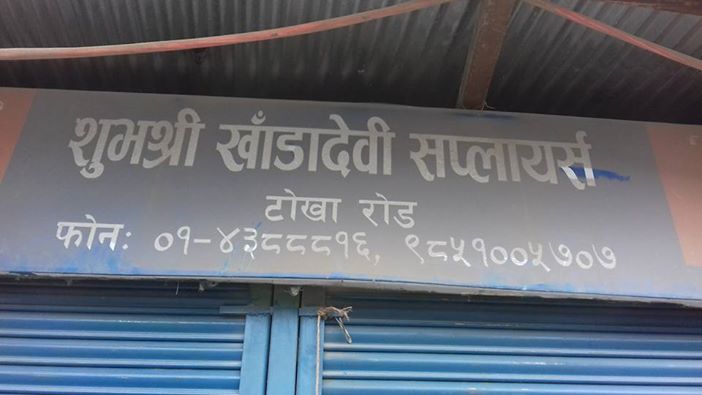 शुभश्री खाँडादेवी सप्लायर्स
टोखा रोड
फोन: ०१-४३८८८१६, ९८५१००५७०७